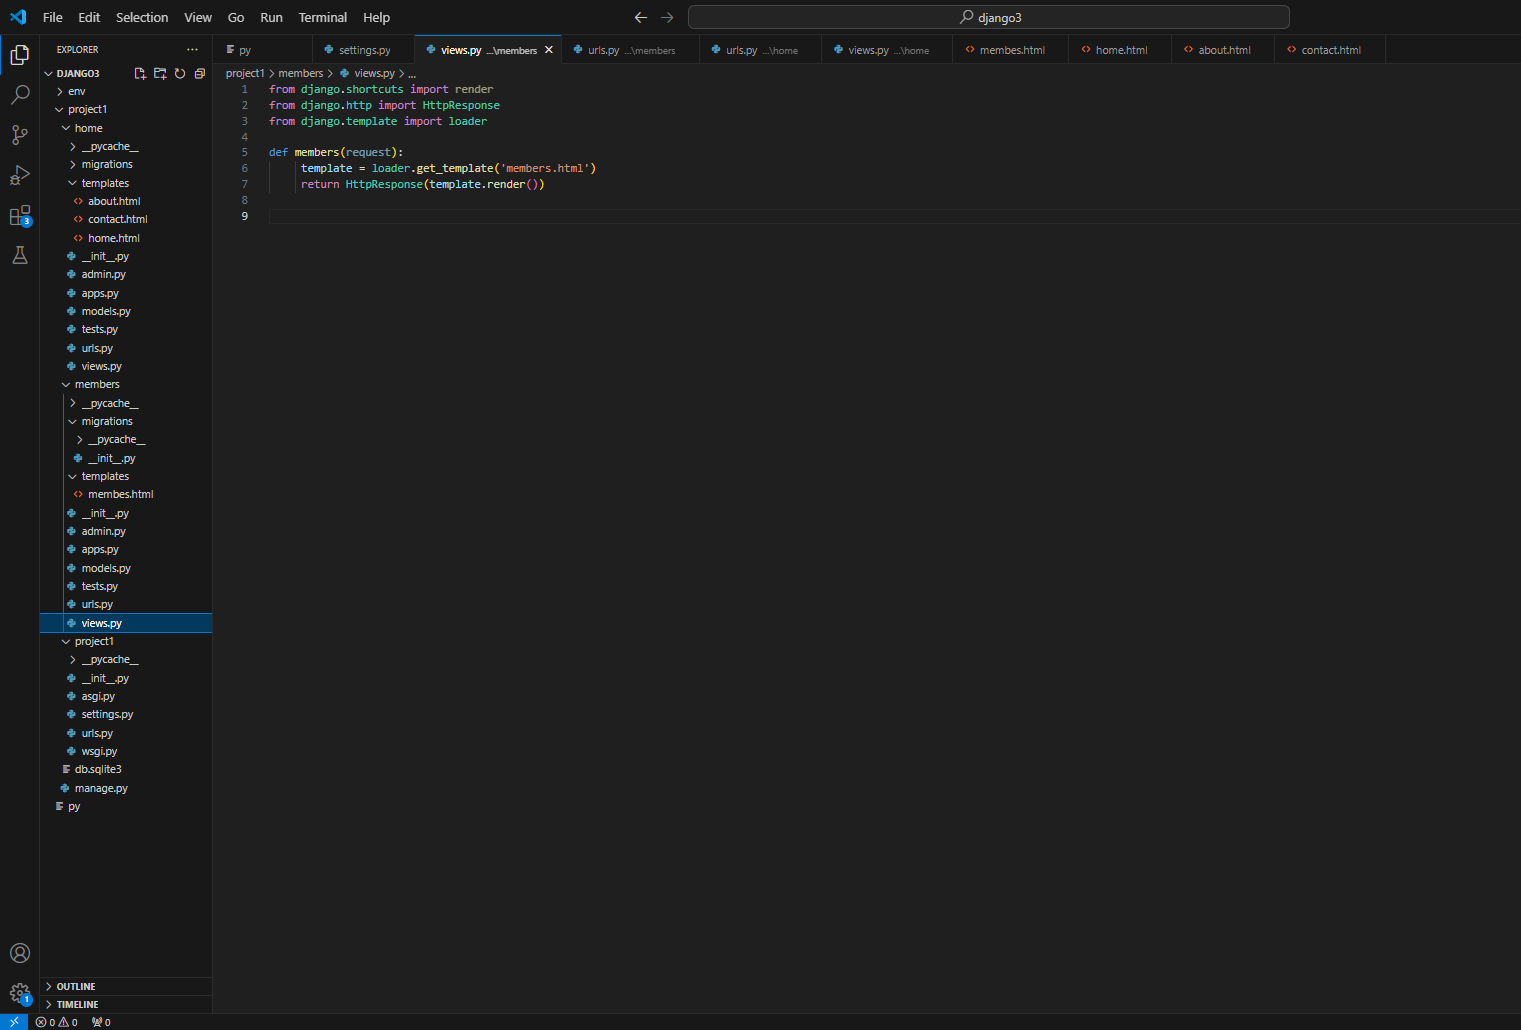 File Edit Selection View Go Run Terminal Help
django3
EXPLORER
DJANGO3
env
project1
home
__pycache__
migrations
templates
about.html
contact.html
home.html
__init__.py
admin.py
apps.py
models.py
tests.py
urls.py
views.py
members
__pycache__
migrations
__pycache__
__init__.py
templates
membes.html
__init__.py
admin.py
apps.py
models.py
tests.py
urls.py
views.py
project1
__pycache__
__init__.py
asgi.py
settings.py
urls.py
wsgi.py
db.sqlite3
manage.py
py
OUTLINE
TIMELINE
py settings.py views.py ...\members urls.py ...\members urls.py ...\home views.py ...\home membes.html home.html about.html contact.html
project1 > members > views.py > ...
1 from django.shortcuts import render
2 from django.http import HttpResponse
3 from django.template import loader
4
5 def members(request):
6 template = loader.get_template('members.html')
7 return HttpResponse(template.render())
8
9
3
1
0 0 0